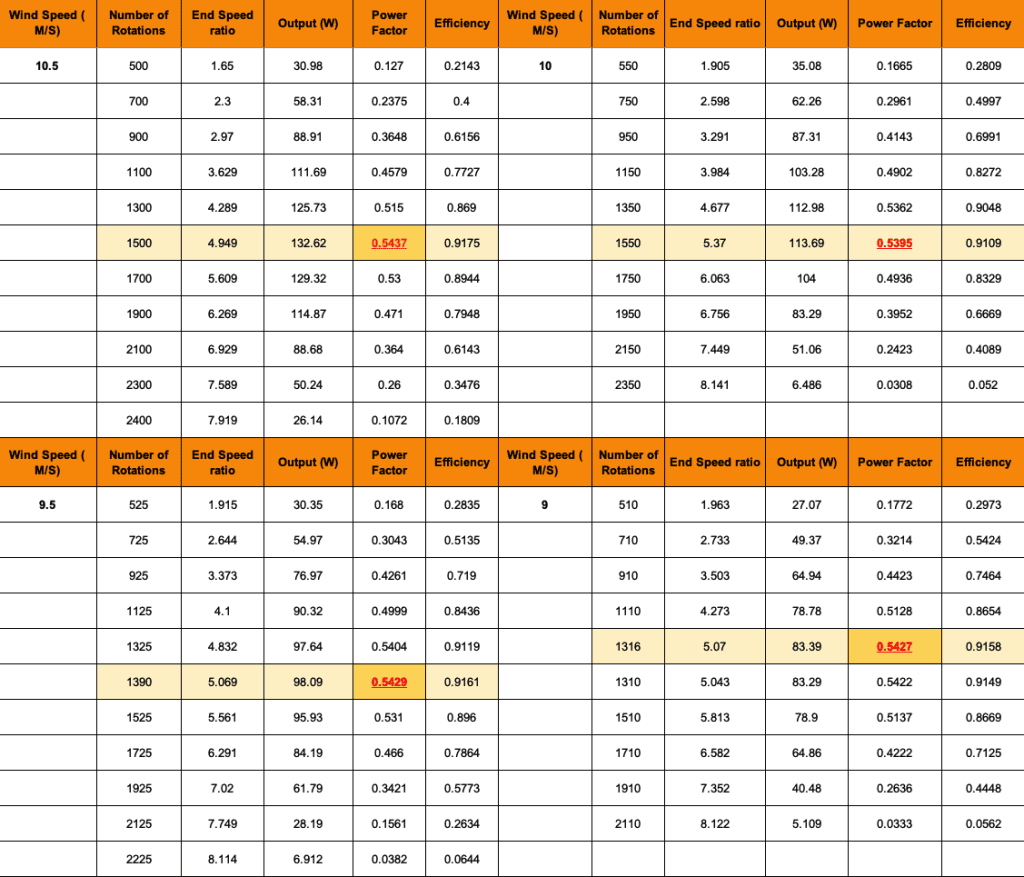 Wind Speed ( M/S) Number of Rotations End Speed ratio Output (W) Power Factor Efficiency Wind Speed ( M/S) Number of Rotations End Speed ratio Output (W) Power Factor Efficiency
10.5 500 1.65 30.98 0.127 0.2143 10 550 1.905 35.08 0.1665 0.2809
700 2.3 58.31 0.2375 0.4 750 2.598 62.26 0.2961 0.4997
900 2.97 88.91 0.3648 0.6156 950 3.291 87.31 0.4143 0.6991
1100 3.629 111.69 0.4579 0.7727 1150 3.984 103.28 0.4902 0.8272
1300 4.289 125.73 0.515 0.869 1350 4.677 112.98 0.5362 0.9048
1500 4.949 132.62 0.5437 0.9175 1550 5.37 113.69 0.5395 0.9109
1700 5.609 129.32 0.53 0.8944 1750 6.063 104 0.4936 0.8329
1900 6.269 114.87 0.471 0.7948 1950 6.756 83.29 0.3952 0.6669
2100 6.929 88.68 0.364 0.6143 2150 7.449 51.06 0.2423 0.4089
2300 7.589 50.24 0.26 0.3476 2350 8.141 6.486 0.0308 0.052
2400 7.919 26.14 0.1072 0.1809
Wind Speed ( M/S) Number of Rotations End Speed ratio Output (W) Power Factor Efficiency Wind Speed ( M/S) Number of Rotations End Speed ratio Output (W) Power Factor Efficiency
9.5 525 1.915 30.35 0.168 0.2835 9 510 1.963 27.07 0.1772 0.2973
725 2.644 54.97 0.3043 0.5135 710 2.733 49.37 0.3214 0.5424
925 3.373 76.97 0.4261 0.719 910 3.503 64.94 0.4423 0.7464
1125 4.1 90.32 0.4999 0.8436 1110 4.273 78.78 0.5128 0.8654
1325 4.832 97.64 0.5404 0.9119 1316 5.07 83.39 0.5427 0.9158
1390 5.069 98.09 0.5429 0.9161 1310 5.043 83.29 0.5422 0.9149
1525 5.561 95.93 0.531 0.896 1510 5.813 78.9 0.5137 0.8669
1725 6.291 84.19 0.466 0.7864 1710 6.582 64.86 0.4222 0.7125
1925 7.02 61.79 0.3421 0.5773 1910 7.352 40.48 0.2636 0.4448
2125 7.749 28.19 0.1561 0.2634 2110 8.122 5.109 0.0333 0.0562
2225 8.114 6.912 0.0382 0.0644